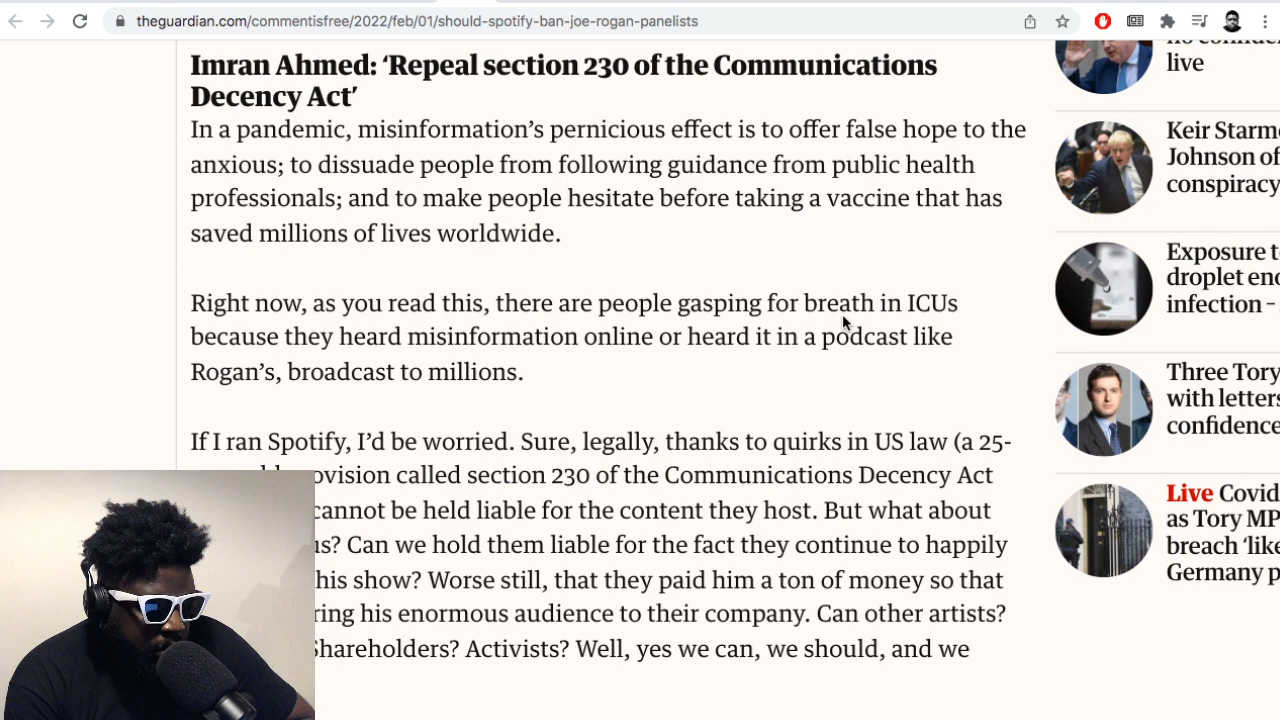 theguardian.com/commentisfree/2022/feb/01/should-spotify-ban-joe-rogan-panelists
Imran Ahmed: ‘Repeal section 230 of the Communications
Decency Act’
In a pandemic, misinformation’s pernicious effect is to offer false hope to the
anxious; to dissuade people from following guidance from public health
professionals; and to make people hesitate before taking a vaccine that has
saved millions of lives worldwide.
Right now, as you read this, there are people gasping for breath in ICUs
because they heard misinformation online or heard it in a podcast like
Rogan’s, broadcast to millions.
If I ran Spotify, I’d be worried. Sure, legally, thanks to quirks in US law (a 25-
ovision called section 230 of the Communications Decency Act
cannot be held liable for the content they host. But what about
us? Can we hold them liable for the fact they continue to happily
his show? Worse still, that they paid him a ton of money so that
ring his enormous audience to their company. Can other artists?
Shareholders? Activists? Well, yes we can, we should, and we
live
Keir Starm
Johnson of
conspiracy
Exposure t
droplet eno
infection –
Three Tory
with letters
confidence
Live Covid
as Tory MP
breach ‘like
Germany p